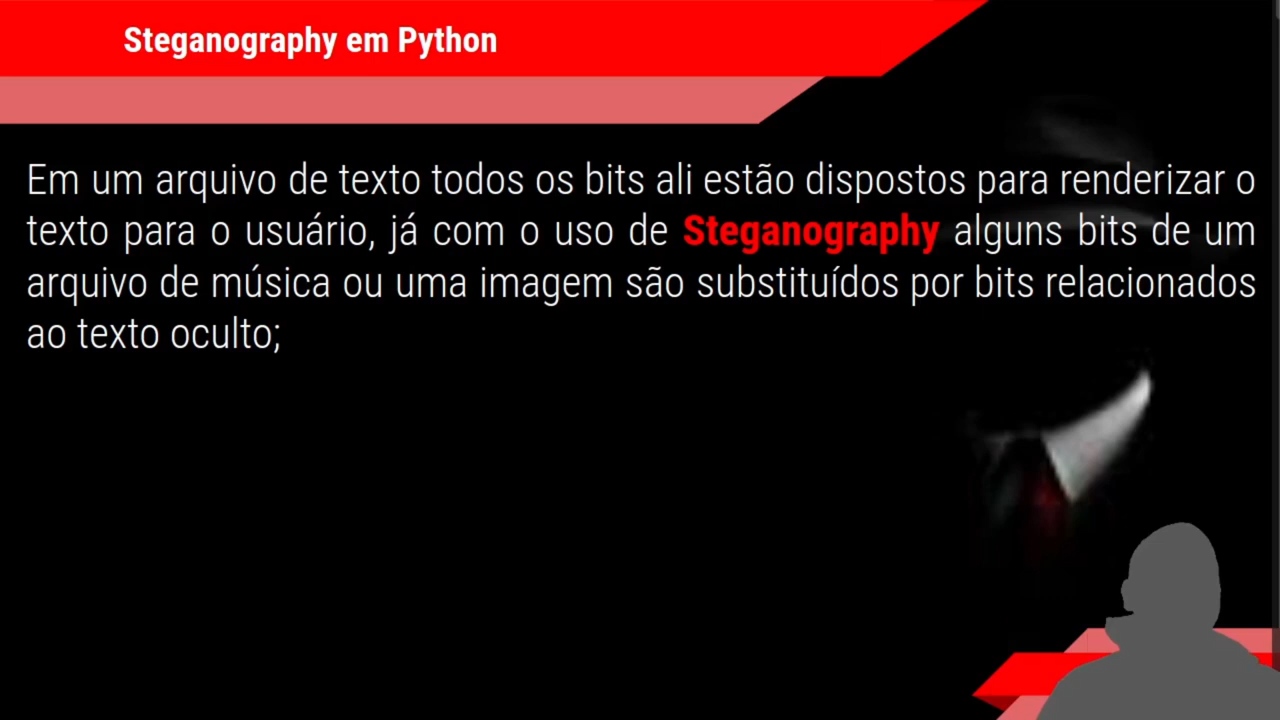 Steganography em Python
Em um arquivo de texto todos os bits ali estão dispostos para renderizar o
texto para o usuário, já com o uso de Steganography alguns bits de um
arquivo de música ou uma imagem são substituídos por bits relacionados
ao texto oculto;